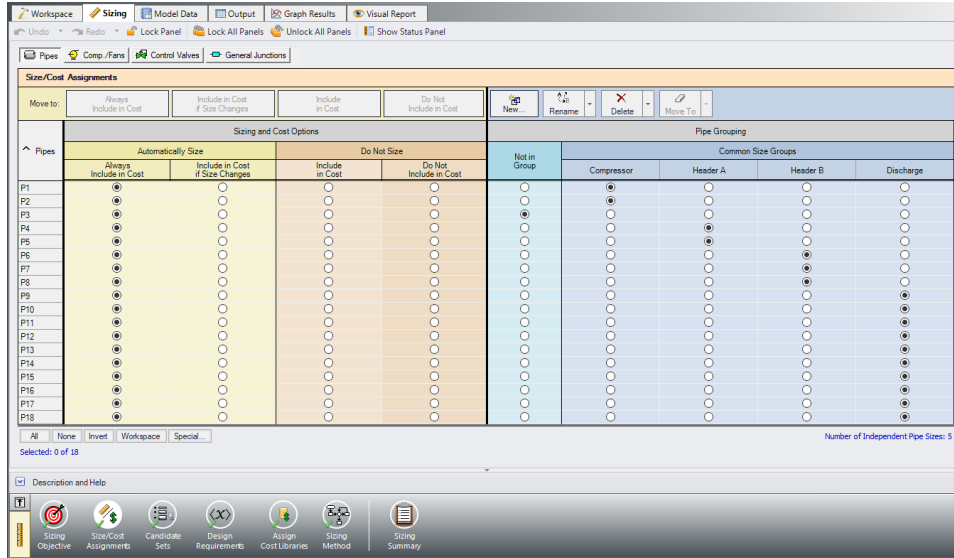 Workspace Sizing Model Data Output Graph Results Visual Report
Undo Redo Lock Panel Lock All Panels Unlock All Panels Show Status Panel
Pipes Comp./Fans Control Valves General Junctions
Size/Cost Assignments
Move to: Always Include in Cost Include in Cost if Size Changes Include in Cost Do Not Include in Cost New... Rename Delete Move To
Sizing and Cost Options Pipe Grouping
Pipes Automatically Size Do Not Size Not in Group Common Size Groups
Always Include in Cost Include in Cost if Size Changes Include in Cost Do Not Include in Cost Compressor Header A Header B Discharge
P1
P2
P3
P4
P5
P6
P7
P8
P9
P10
P11
P12
P13
P14
P15
P16
P17
P18
All None Invert Workspace Special... Number of Independent Pipe Sizes: 5
Selected: 0 of 18
Description and Help
Sizing Objective Size/Cost Assignments Candidate Sets Design Requirements Assign Cost Libraries Sizing Method Sizing Summary